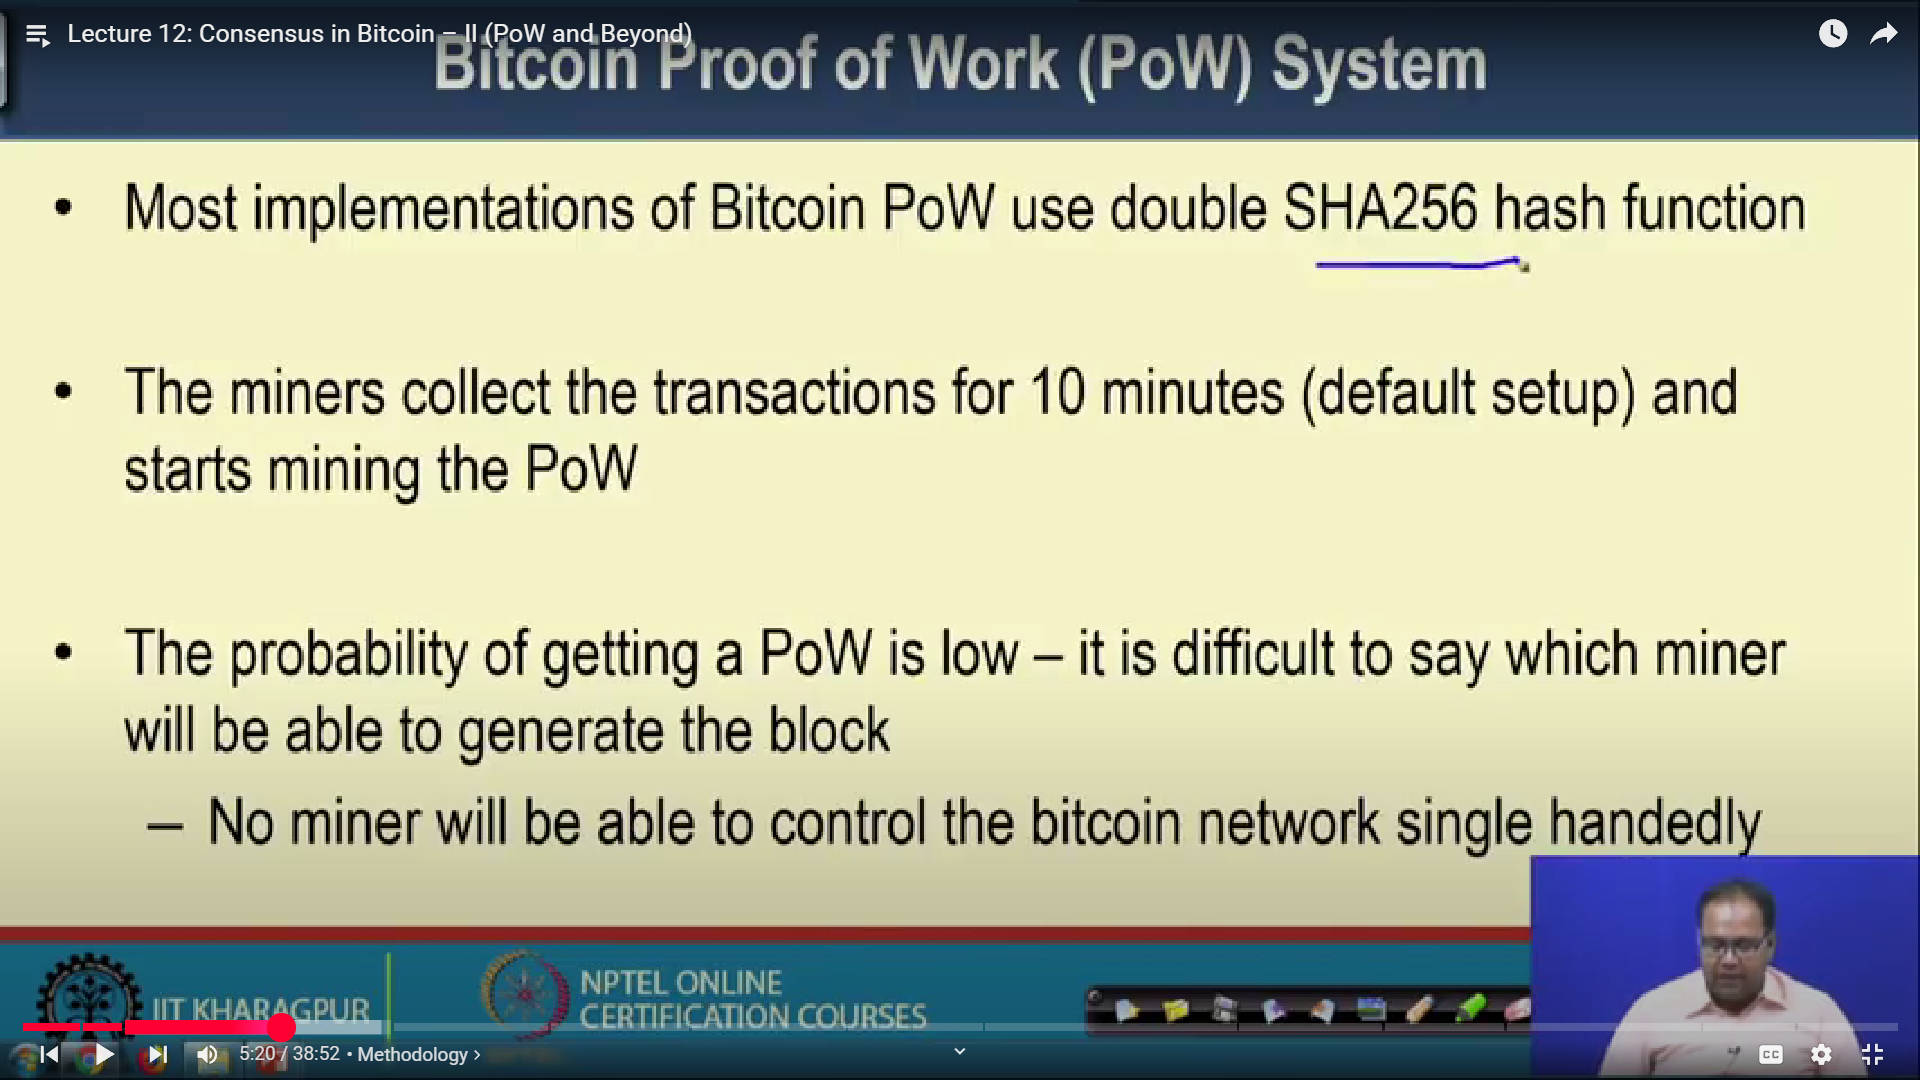 Lecture 12: Consensus in Bitcoin – II (PoW and Beyond)
Bitcoin Proof of Work (PoW) System
• Most implementations of Bitcoin PoW use double SHA256 hash function
• The miners collect the transactions for 10 minutes (default setup) and
starts mining the PoW
• The probability of getting a PoW is low – it is difficult to say which miner
will be able to generate the block
– No miner will be able to control the bitcoin network single handedly
IIT KHARAGPUR
NPTEL ONLINE
CERTIFICATION COURSES
5:20 / 38:52 • Methodology ›
CC